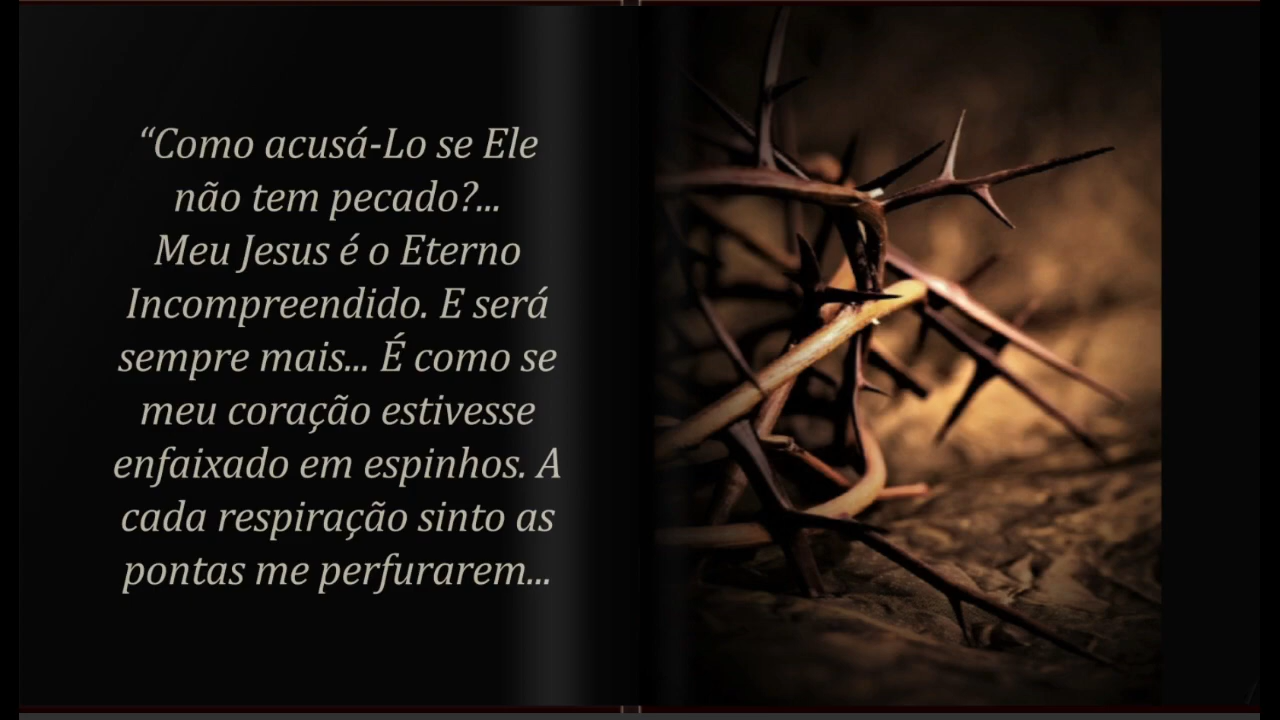 “Como acusá-Lo se Ele
não tem pecado?...
Meu Jesus é o Eterno
Incompreendido. E será
sempre mais... É como se
meu coração estivesse
enfaixado em espinhos. A
cada respiração sinto as
pontas me perfurarem...